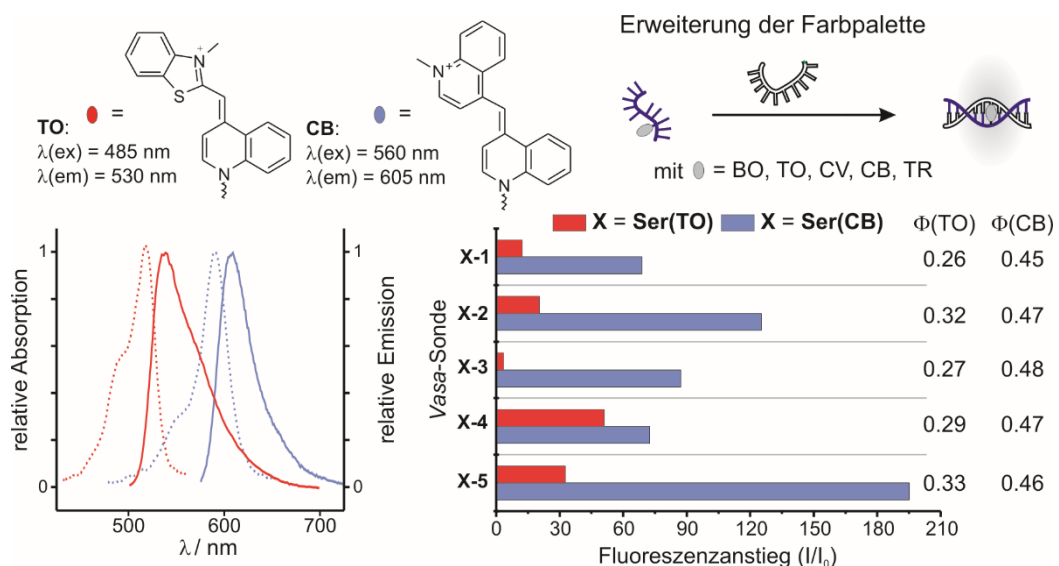 Erweiterung der Farbpalette
N
+
S
N
N
+
N
TO:
=
λ(ex) = 485 nm
λ(em) = 530 nm
CB:
=
λ(ex) = 560 nm
λ(em) = 605 nm
mit = BO, TO, CV, CB, TR
relative Absorption
1
0
500 600 700
λ / nm
1
0
relative Emission
X = Ser(TO) X = Ser(CB) Φ(TO) Φ(CB)
Vasa-Sonde
X-1 0.26 0.45
X-2 0.32 0.47
X-3 0.27 0.48
X-4 0.29 0.47
X-5 0.33 0.46
0 30 60 90 120 150 180 210
Fluoreszenzanstieg (I/I₀)